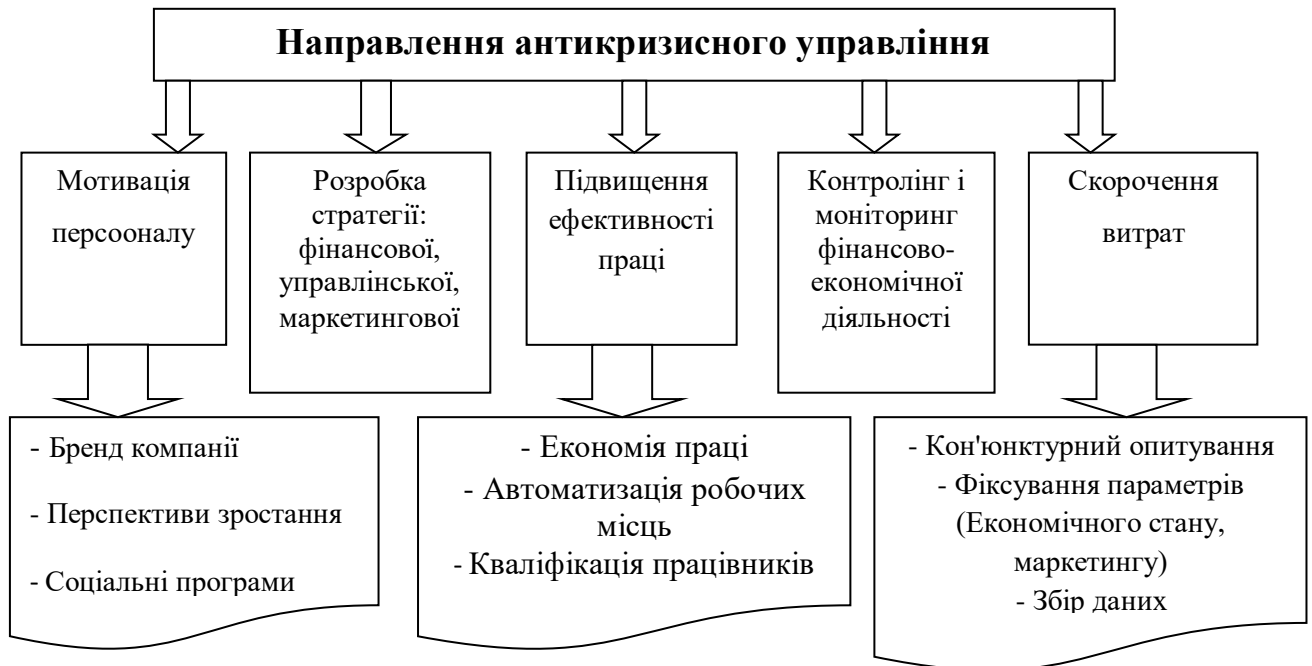 Направлення антикризисного управління
Мотивація
персооналу
Розробка
стратегії:
фінансової,
управлінської,
маркетингової
Підвищення
ефективності
праці
Контролінг і
моніторинг
фінансово-
економічної
діяльності
Скорочення
витрат
- Бренд компанії
- Перспективи зростання
- Соціальні програми
- Економія праці
- Автоматизація робочих
місць
- Кваліфікація працівників
- Кон'юнктурний опитування
- Фіксування параметрів
(Економічного стану,
маркетингу)
- Збір даних